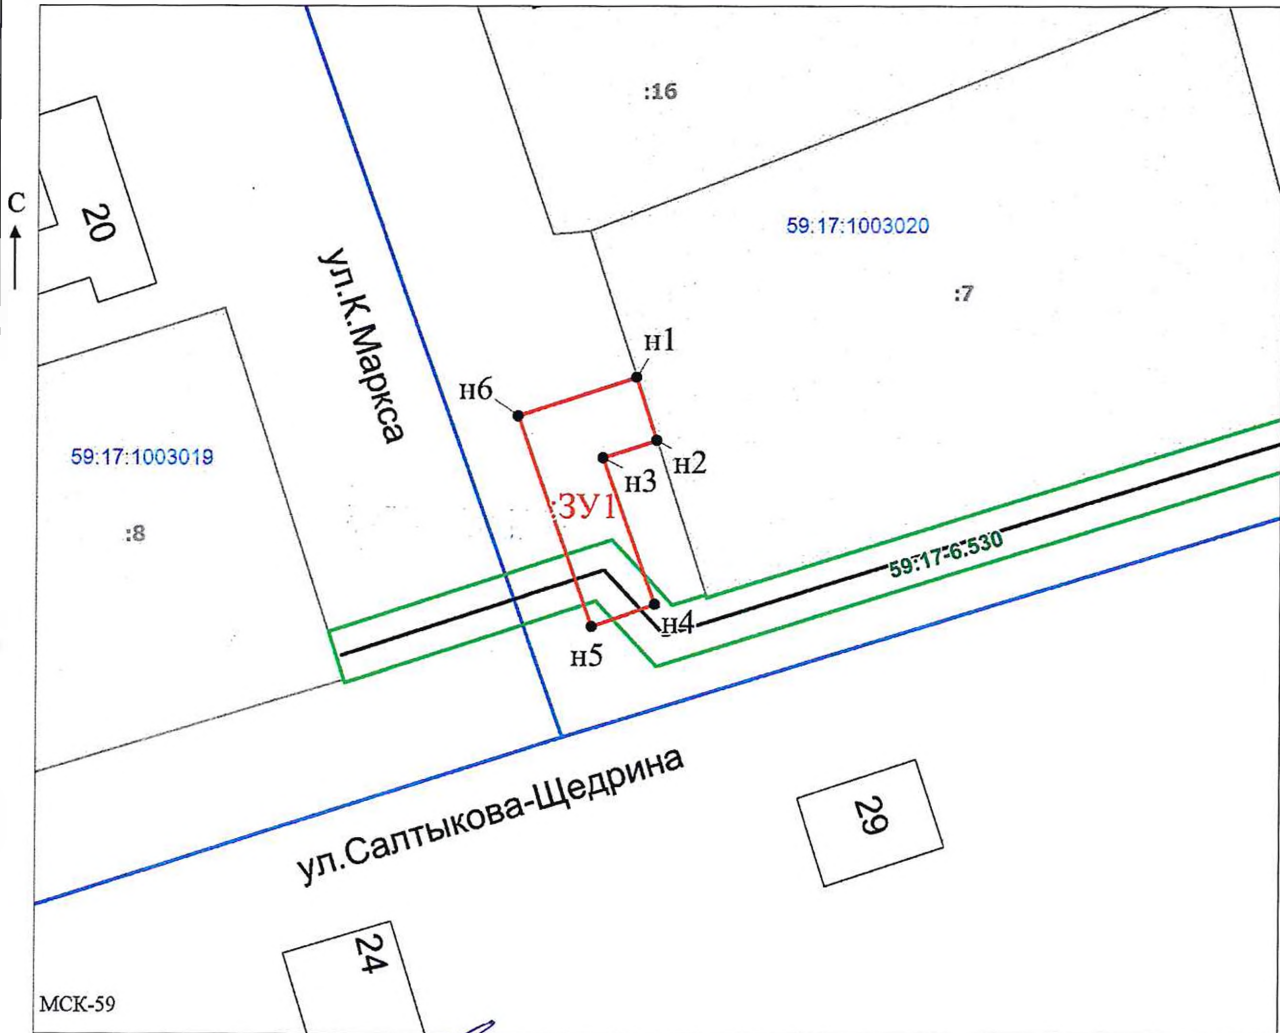 :16
С
20
59:17:1003020
ул.К.Маркса
:7
н1
н6
59:17:1003019
н2
н3
:ЗУ1
:8
59:17-6.530
н4
н5
ул.Салтыкова-Щедрина
29
24
МСК-59